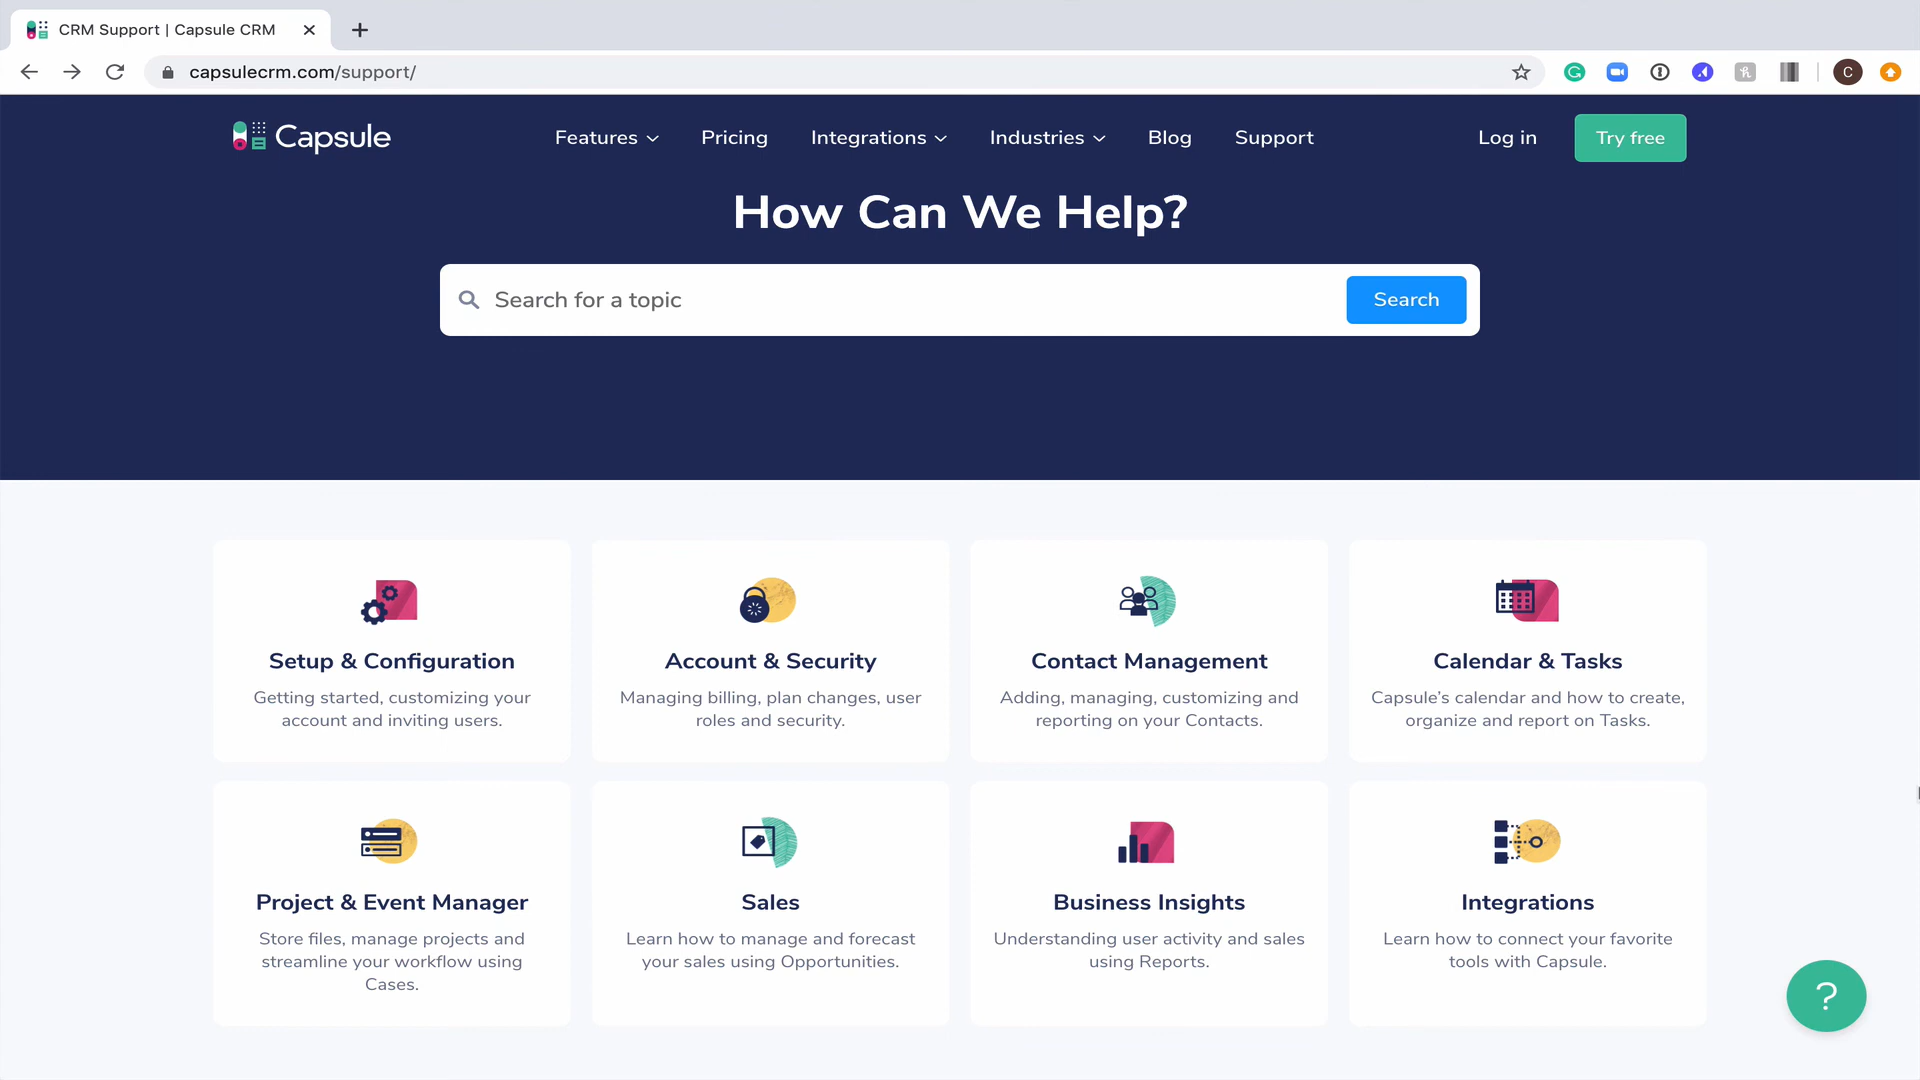 CRM Support | Capsule CRM
capsulecrm.com/support/
C
Capsule
Features
Pricing
Integrations
Industries
Blog
Support
Log in
Try free
How Can We Help?
Search for a topic
Search
Setup & Configuration
Getting started, customizing your
account and inviting users.
Account & Security
Managing billing, plan changes, user
roles and security.
Contact Management
Adding, managing, customizing and
reporting on your Contacts.
Calendar & Tasks
Capsule's calendar and how to create,
organize and report on Tasks.
Project & Event Manager
Store files, manage projects and
streamline your workflow using
Cases.
Sales
Learn how to manage and forecast
your sales using Opportunities.
Business Insights
Understanding user activity and sales
using Reports.
Integrations
Learn how to connect your favorite
tools with Capsule.
?